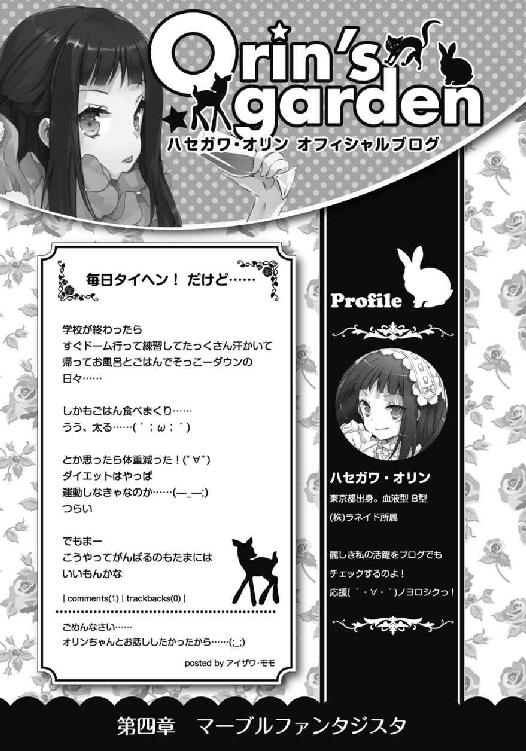 Orin's
garden
ハセガワ・オリン オフィシャルブログ
毎日タイヘン！ だけど……
学校が終わったら
すぐドーム行って練習してたっくさん汗かいて
帰ってお風呂とごはんでそっこーダウンの
日々……
しかもごはん食べまくり……
うう、太る……(｀；ω；´)
とか思ったら体重減った！(ﾟ∀ﾟ)
ダイエットはやっぱ
運動しなきゃなのか……(—_—;)
つらい
でもまー
こうやってがんばるのもたまには
いいもんかな
| comments(1) | trackbacks(0) |
ごめんなさい……
オリンちゃんとお話ししたかったから……(;_;)
posted by アイザワ・モモ
Profile
ハセガワ・オリン
東京都出身。血液型 B型
(株)ラネイド所属
麗しき私の活躍をブログでも
チェックするのよ！
応援(｀・∀・´)ノヨロシクっ！
第四章 マーブルファンタジスタ